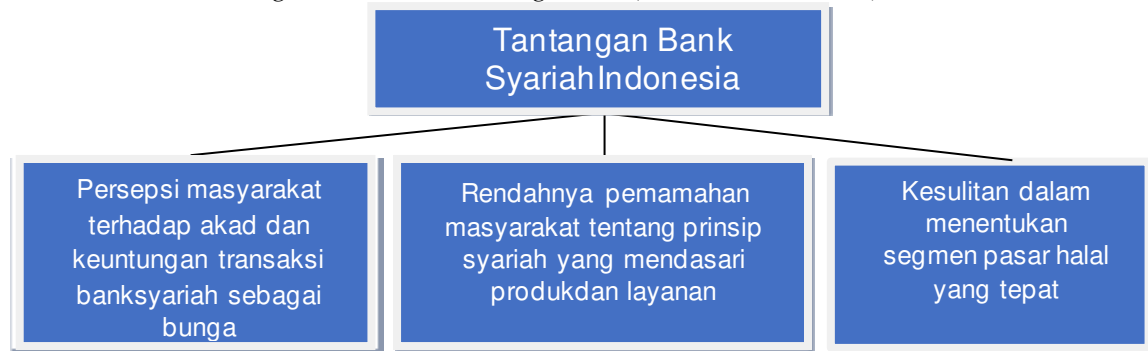 Tantangan Bank
SyariahIndonesia
Persepsi masyarakat
terhadap akad dan
keuntungan transaksi
banksyariah sebagai
bunga
Rendahnya pemamahan
masyarakat tentang prinsip
syariah yang mendasari
produkdan layanan
Kesulitan dalam
menentukan
segmen pasar halal
yang tepat